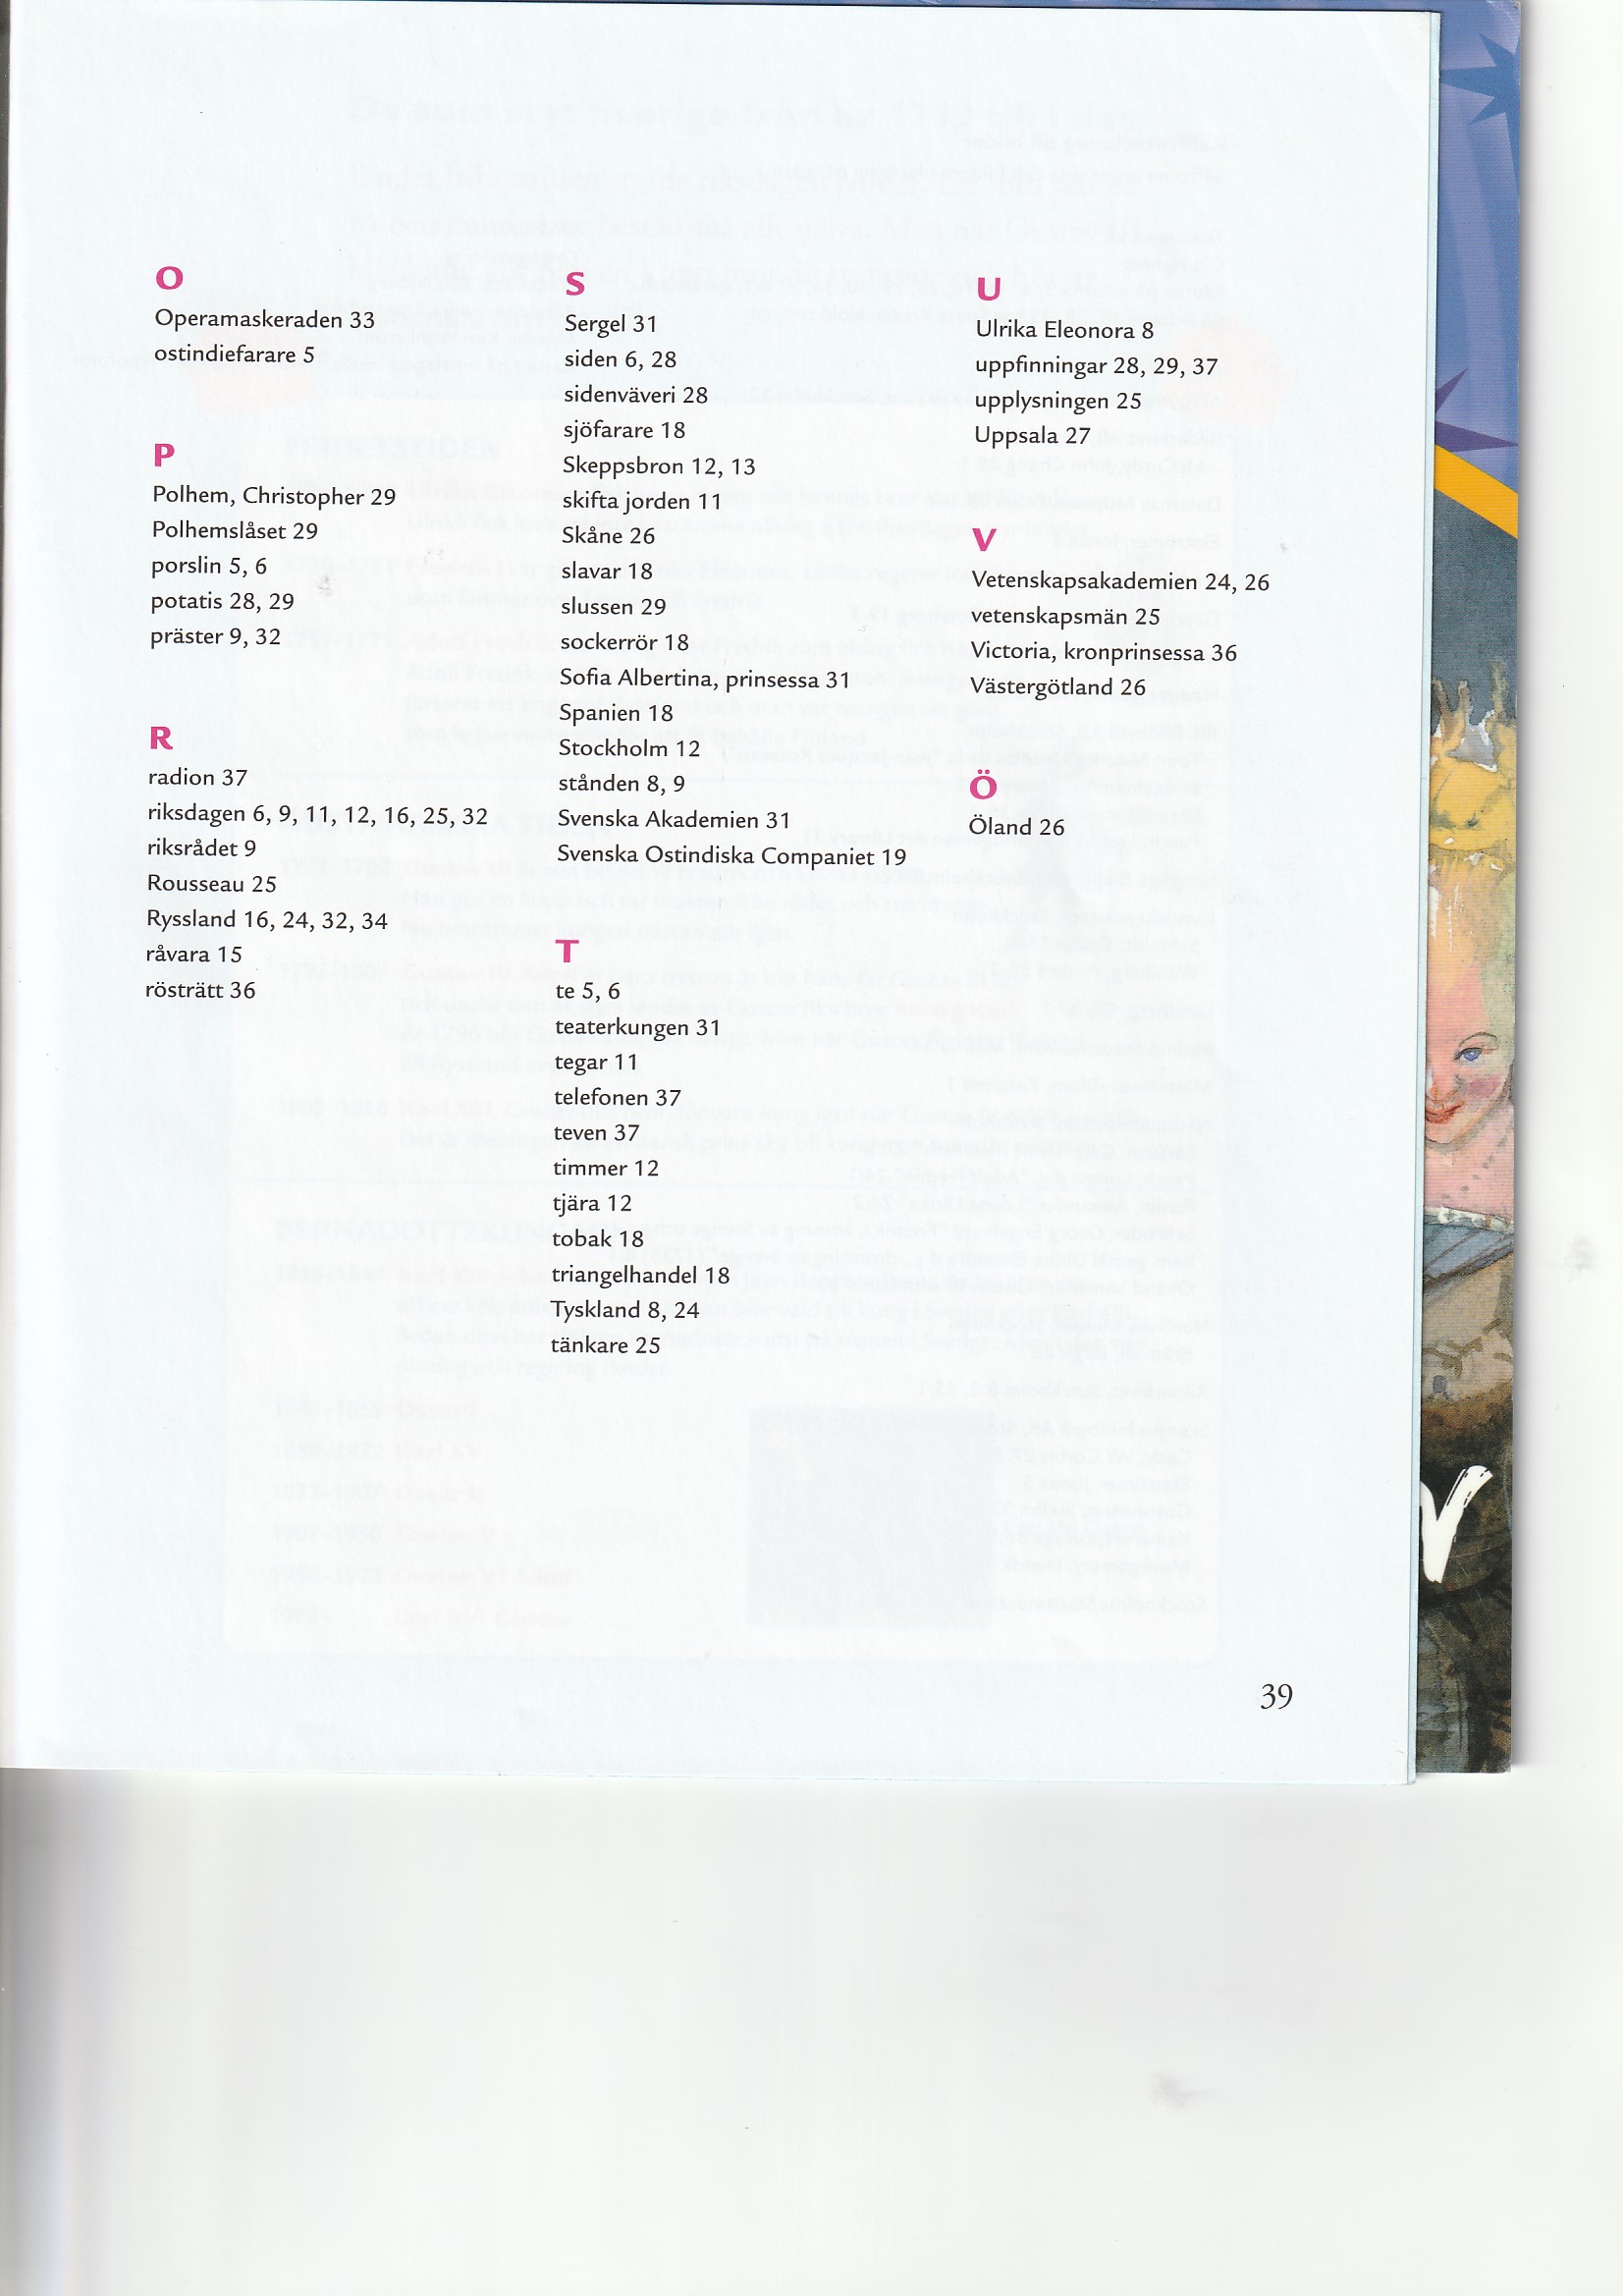 O
Operamaskeraden 33
ostindiefarare 5
P
Polhem, Christopher 29
Polhemslåset 29
porslin 5, 6
potatis 28, 29
präster 9, 32
R
radion 37
riksdagen 6, 9, 11, 12, 16, 25, 32
riksrådet 9
Rousseau 25
Ryssland 16, 24, 32, 34
råvara 15
rösträtt 36
S
Sergel 31
siden 6, 28
sidenväveri 28
sjöfarare 18
Skeppsbron 12, 13
skifta jorden 11
Skåne 26
slavar 18
slussen 29
sockerrör 18
Sofia Albertina, prinsessa 31
Spanien 18
Stockholm 12
stånden 8, 9
Svenska Akademien 31
Svenska Ostindiska Companiet 19
T
te 5, 6
teaterkungen 31
tegar 11
telefonen 37
teven 37
timmer 12
tjära 12
tobak 18
triangelhandel 18
Tyskland 8, 24
tänkare 25
U
Ulrika Eleonora 8
uppfinningar 28, 29, 37
upplysningen 25
Uppsala 27
V
Vetenskapsakademien 24, 26
vetenskapsmän 25
Victoria, kronprinsessa 36
Västergötland 26
Ö
Öland 26
39